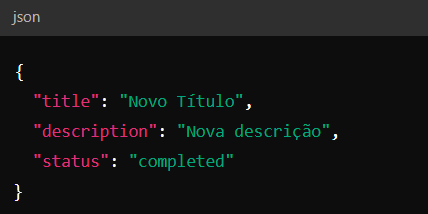 json
{
"title": "Novo Título",
"description": "Nova descrição",
"status": "completed"
}